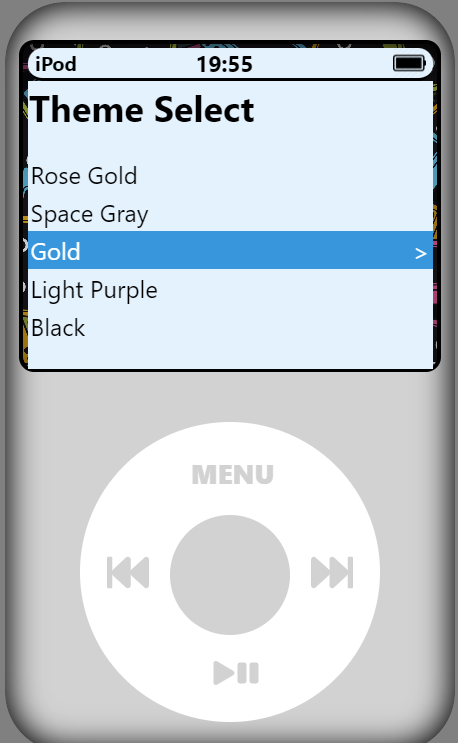 iPod 19:55
Theme Select
Rose Gold
Space Gray
Gold >
Light Purple
Black
MENU